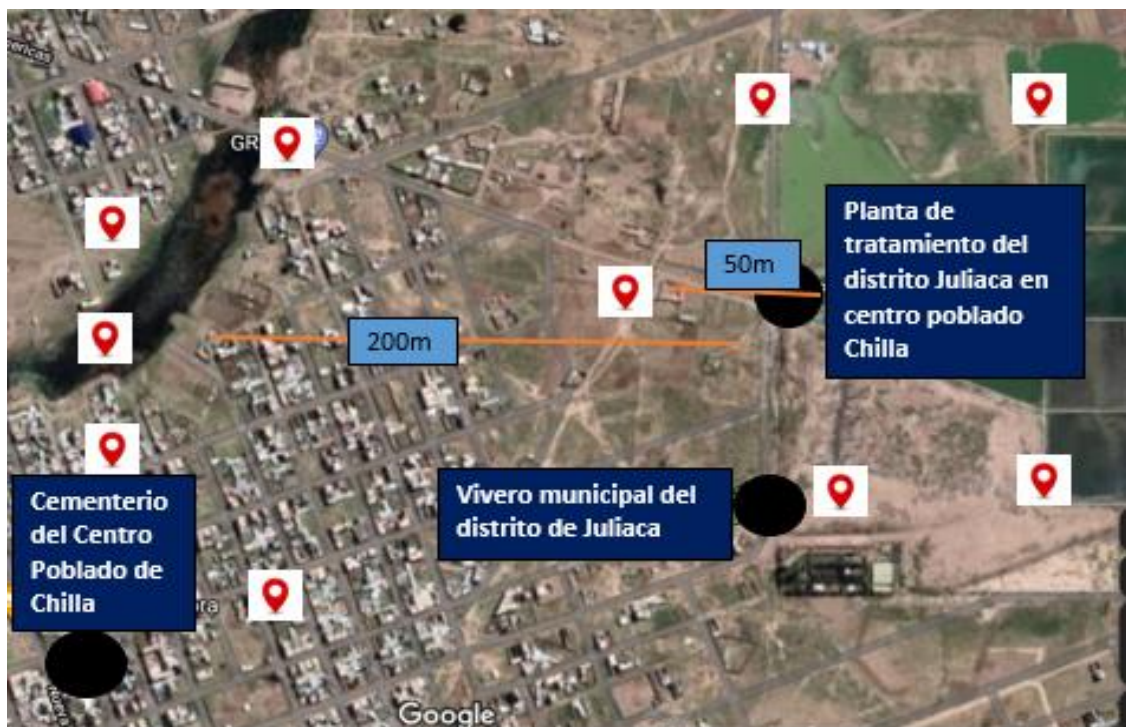 GR
50m
200m
Planta de
tratamiento del
distrito Juliaca en
centro poblado
Chilla
Vivero municipal del
distrito de Juliaca
Cementerio
del Centro
Poblado de
Chilla
Google